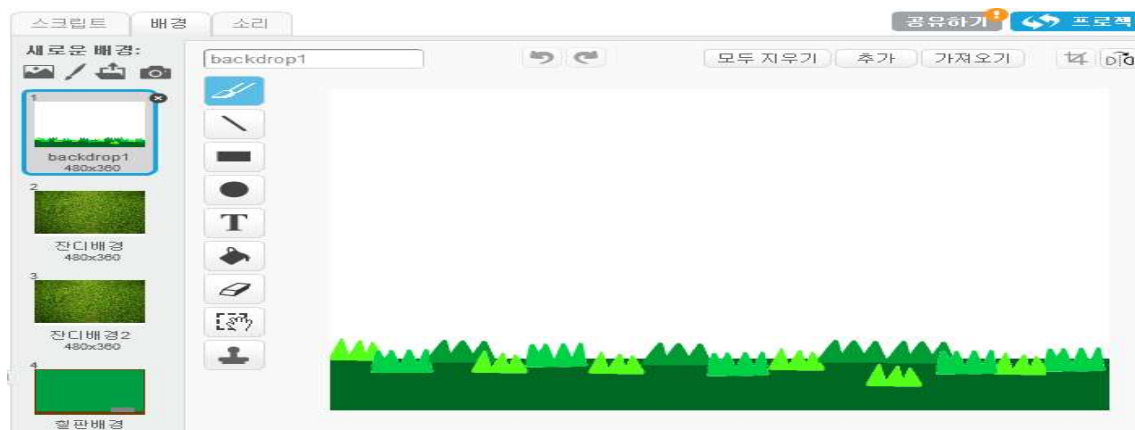 스크립트 배경 소리 공유하기 프로젝
새로운 배경:
backdrop1 모두 지우기 추가 가져오기
1
backdrop1
480x360
2
잔디배경
480x360
3
잔디배경2
480x360
4
칠판배경
T